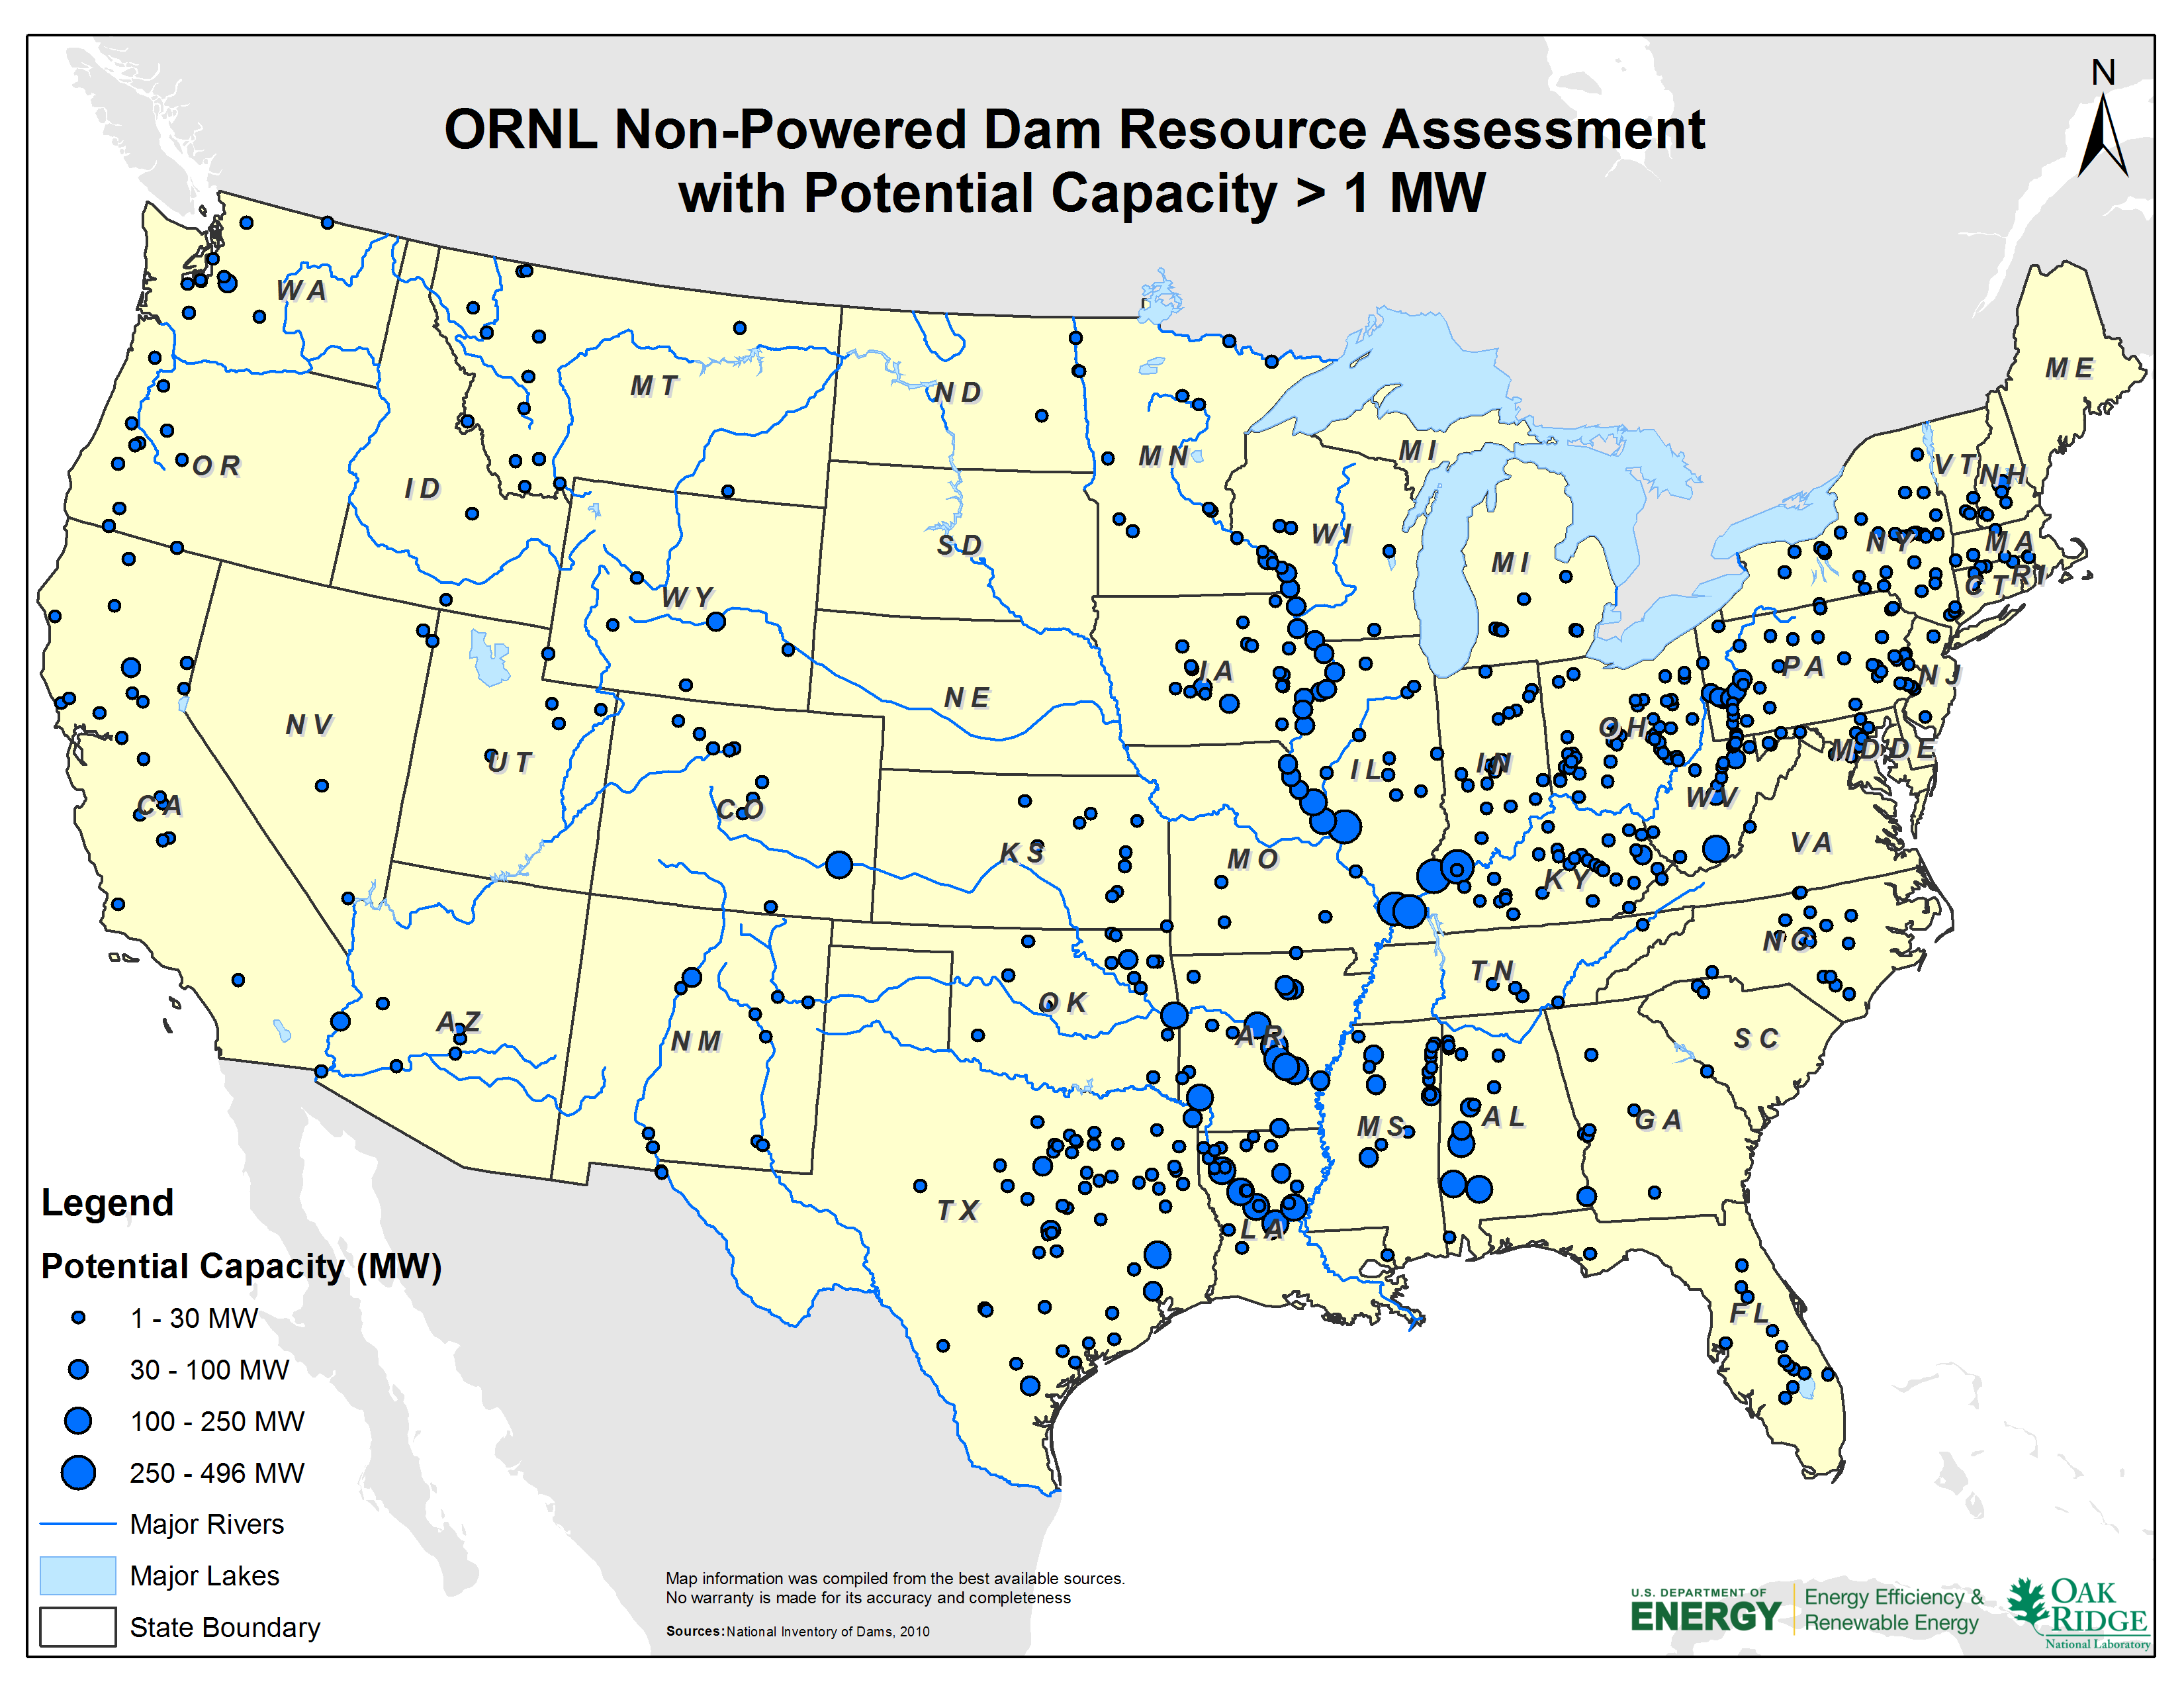 N
ORNL Non-Powered Dam Resource Assessment
with Potential Capacity > 1 MW
WA
ME
MT
ND
MN
MI
VT
NH
OR
ID
WI
SD
NY
MA
MI
CT
RI
WY
IA
PA
NJ
NE
NV
UT
OH
IL
IN
MD
DE
CA
CO
WV
KS
MO
VA
KY
NC
TN
OK
AZ
NM
AR
SC
MS
AL
GA
TX
LA
FL
Legend
Potential Capacity (MW)
1 - 30 MW
30 - 100 MW
100 - 250 MW
250 - 496 MW
Major Rivers
Major Lakes
State Boundary
Map information was compiled from the best available sources.
No warranty is made for its accuracy and completeness
Sources: National Inventory of Dams, 2010
U.S. DEPARTMENT OF
ENERGY
Energy Efficiency &
Renewable Energy
OAK
RIDGE
National Laboratory